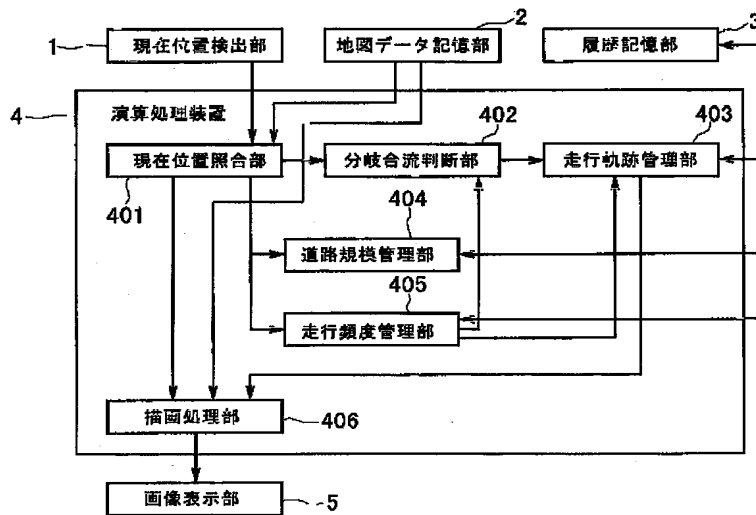 1
現在位置検出部
2
地図データ記憶部
3
履歴記憶部
4
演算処理装置
現在位置照合部
401
402
分岐合流判断部
403
走行軌跡管理部
404
道路規模管理部
405
走行頻度管理部
描画処理部
406
画像表示部
5